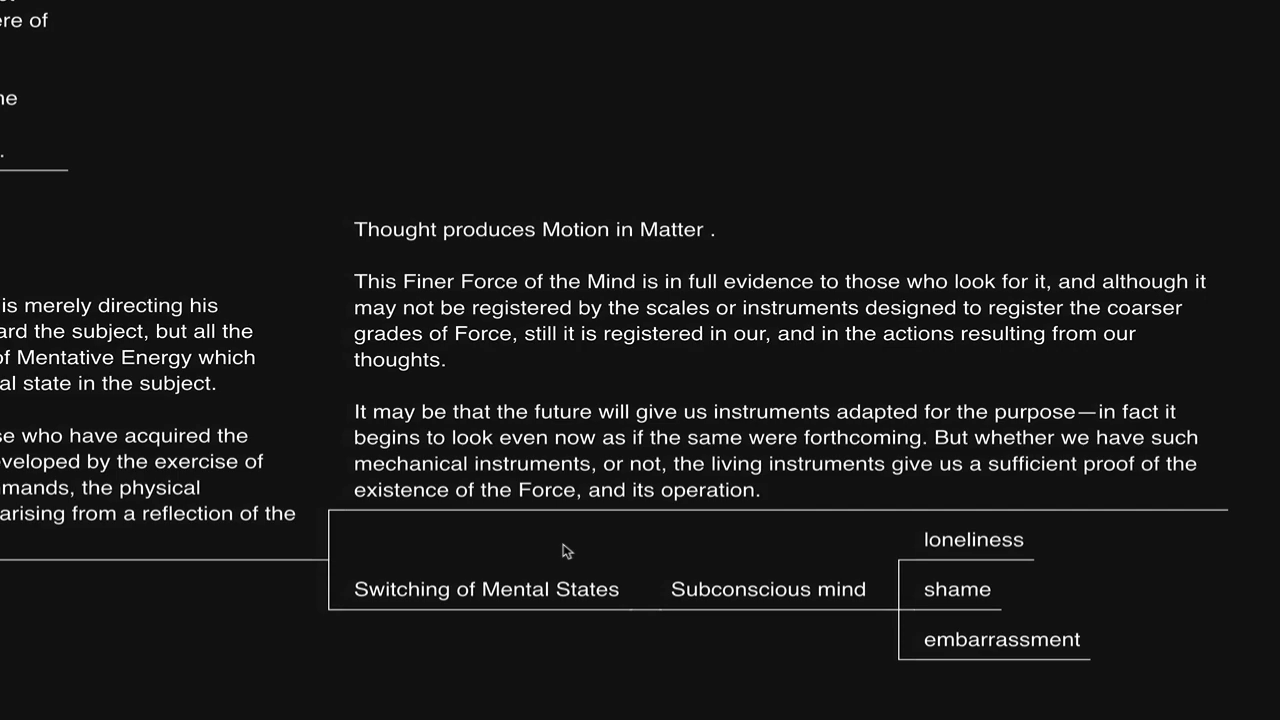 ere of
ne
.
is merely directing his
ard the subject, but all the
of Mentative Energy which
al state in the subject.
se who have acquired the
eveloped by the exercise of
mmands, the physical
arising from a reflection of the
Thought produces Motion in Matter .
This Finer Force of the Mind is in full evidence to those who look for it, and although it
may not be registered by the scales or instruments designed to register the coarser
grades of Force, still it is registered in our, and in the actions resulting from our
thoughts.
It may be that the future will give us instruments adapted for the purpose—in fact it
begins to look even now as if the same were forthcoming. But whether we have such
mechanical instruments, or not, the living instruments give us a sufficient proof of the
existence of the Force, and its operation.
Switching of Mental States
Subconscious mind
loneliness
shame
embarrassment